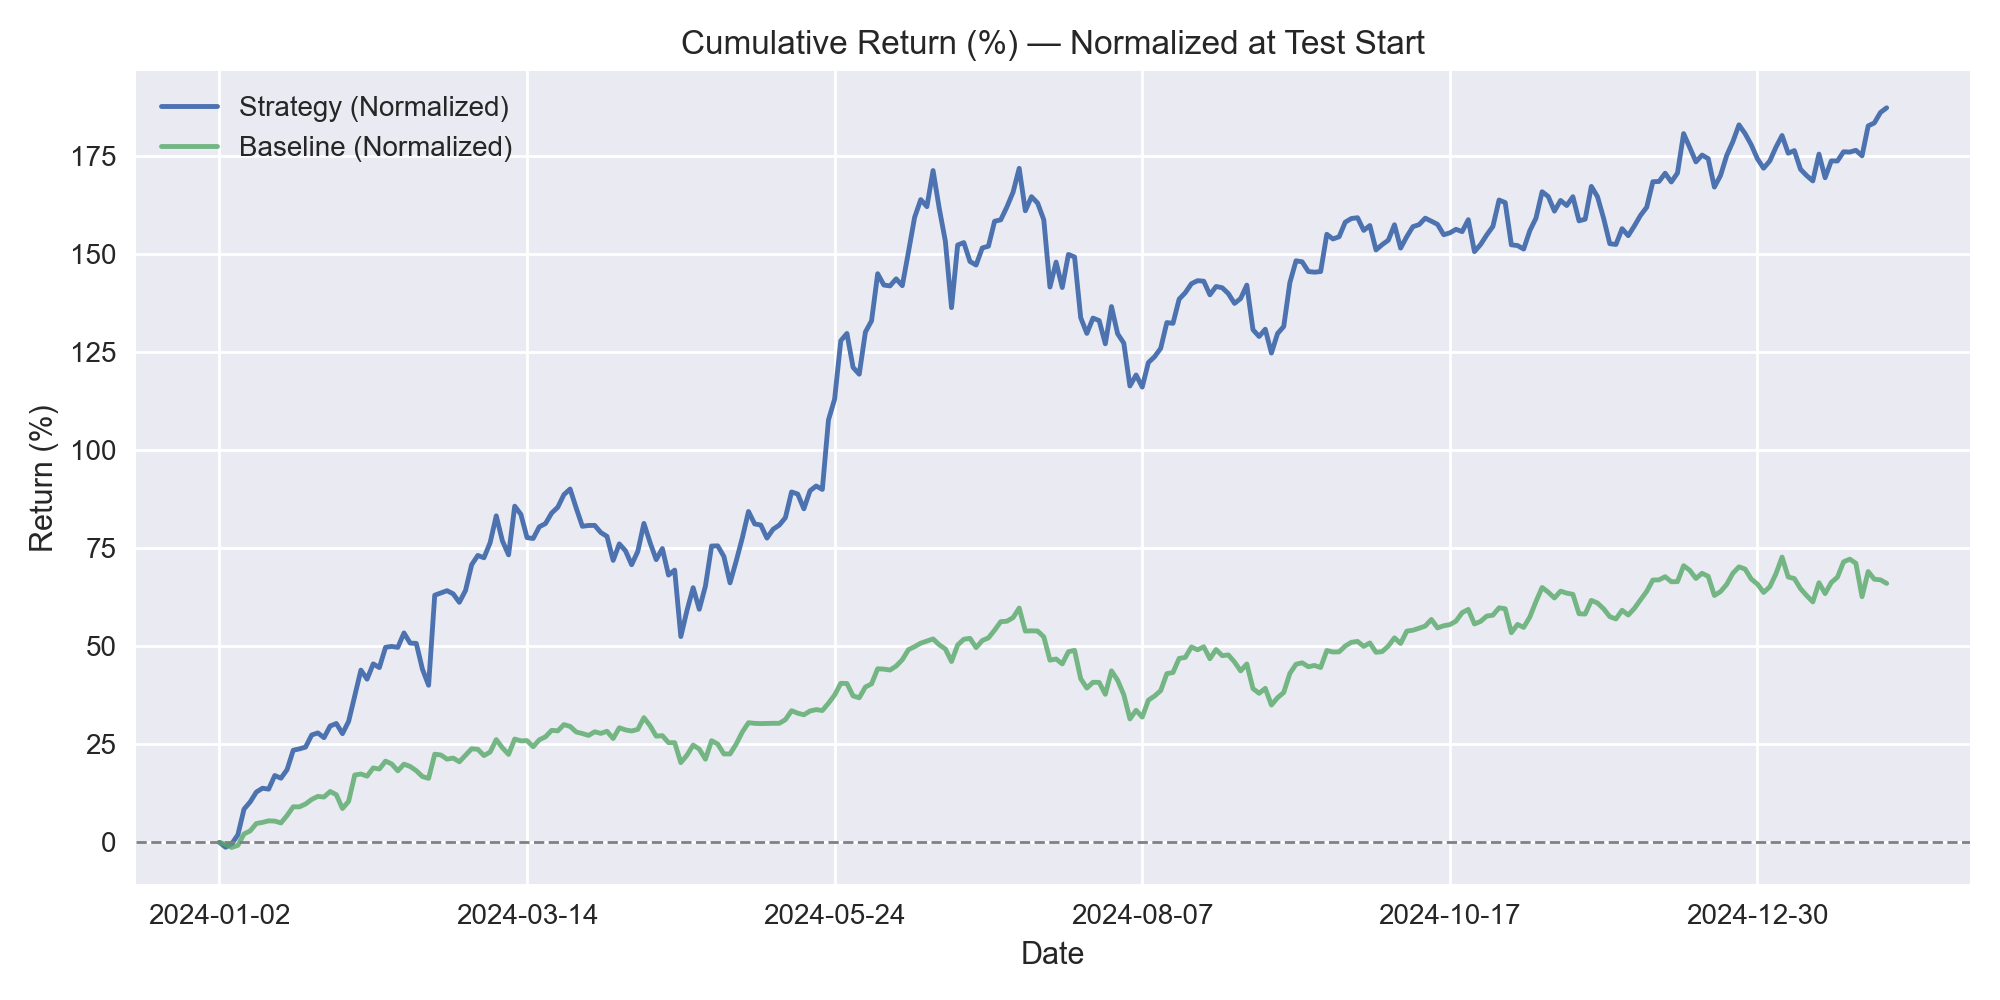 Cumulative Return (%) — Normalized at Test Start
Strategy (Normalized)
Baseline (Normalized)
Return (%)
175
150
125
100
75
50
25
0
2024-01-02
2024-03-14
2024-05-24
2024-08-07
2024-10-17
2024-12-30
Date